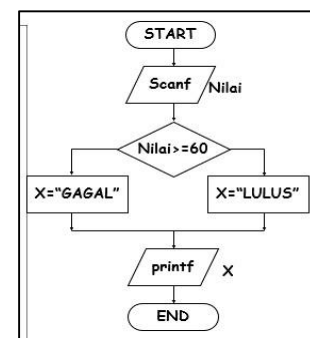 START
Scanf Nilai
Nilai>=60
X="GAGAL" X="LULUS"
printf X
END